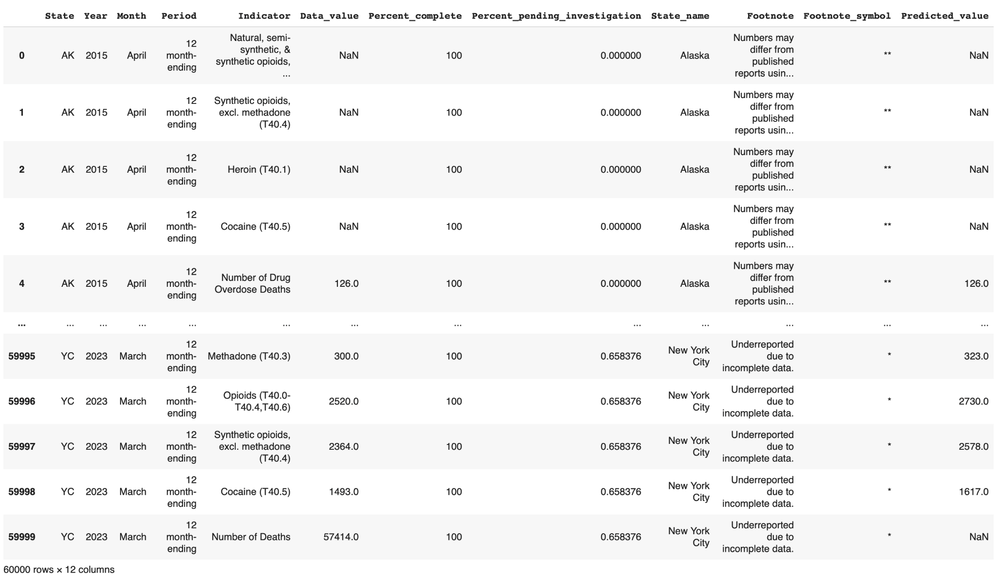 State Year Month Period Indicator Data_value Percent_complete Percent_pending_investigation State_name Footnote Footnote_symbol Predicted_value
0 AK 2015 April 12 month-ending Natural, semi-synthetic, & synthetic opioids, ... NaN 100 0.000000 Alaska Numbers may differ from published reports usin... ** NaN
1 AK 2015 April 12 month-ending Synthetic opioids, excl. methadone (T40.4) NaN 100 0.000000 Alaska Numbers may differ from published reports usin... ** NaN
2 AK 2015 April 12 month-ending Heroin (T40.1) NaN 100 0.000000 Alaska Numbers may differ from published reports usin... ** NaN
3 AK 2015 April 12 month-ending Cocaine (T40.5) NaN 100 0.000000 Alaska Numbers may differ from published reports usin... ** NaN
4 AK 2015 April 12 month-ending Number of Drug Overdose Deaths 126.0 100 0.000000 Alaska Numbers may differ from published reports usin... ** 126.0
... ... ... ... ... ... ... ... ... ... ... ... ...
59995 YC 2023 March 12 month-ending Methadone (T40.3) 300.0 100 0.658376 New York City Underreported due to incomplete data. * 323.0
59996 YC 2023 March 12 month-ending Opioids (T40.0-T40.4,T40.6) 2520.0 100 0.658376 New York City Underreported due to incomplete data. * 2730.0
59997 YC 2023 March 12 month-ending Synthetic opioids, excl. methadone (T40.4) 2364.0 100 0.658376 New York City Underreported due to incomplete data. * 2578.0
59998 YC 2023 March 12 month-ending Cocaine (T40.5) 1493.0 100 0.658376 New York City Underreported due to incomplete data. * 1617.0
59999 YC 2023 March 12 month-ending Number of Deaths 57414.0 100 0.658376 New York City Underreported due to incomplete data. * NaN
60000 rows × 12 columns